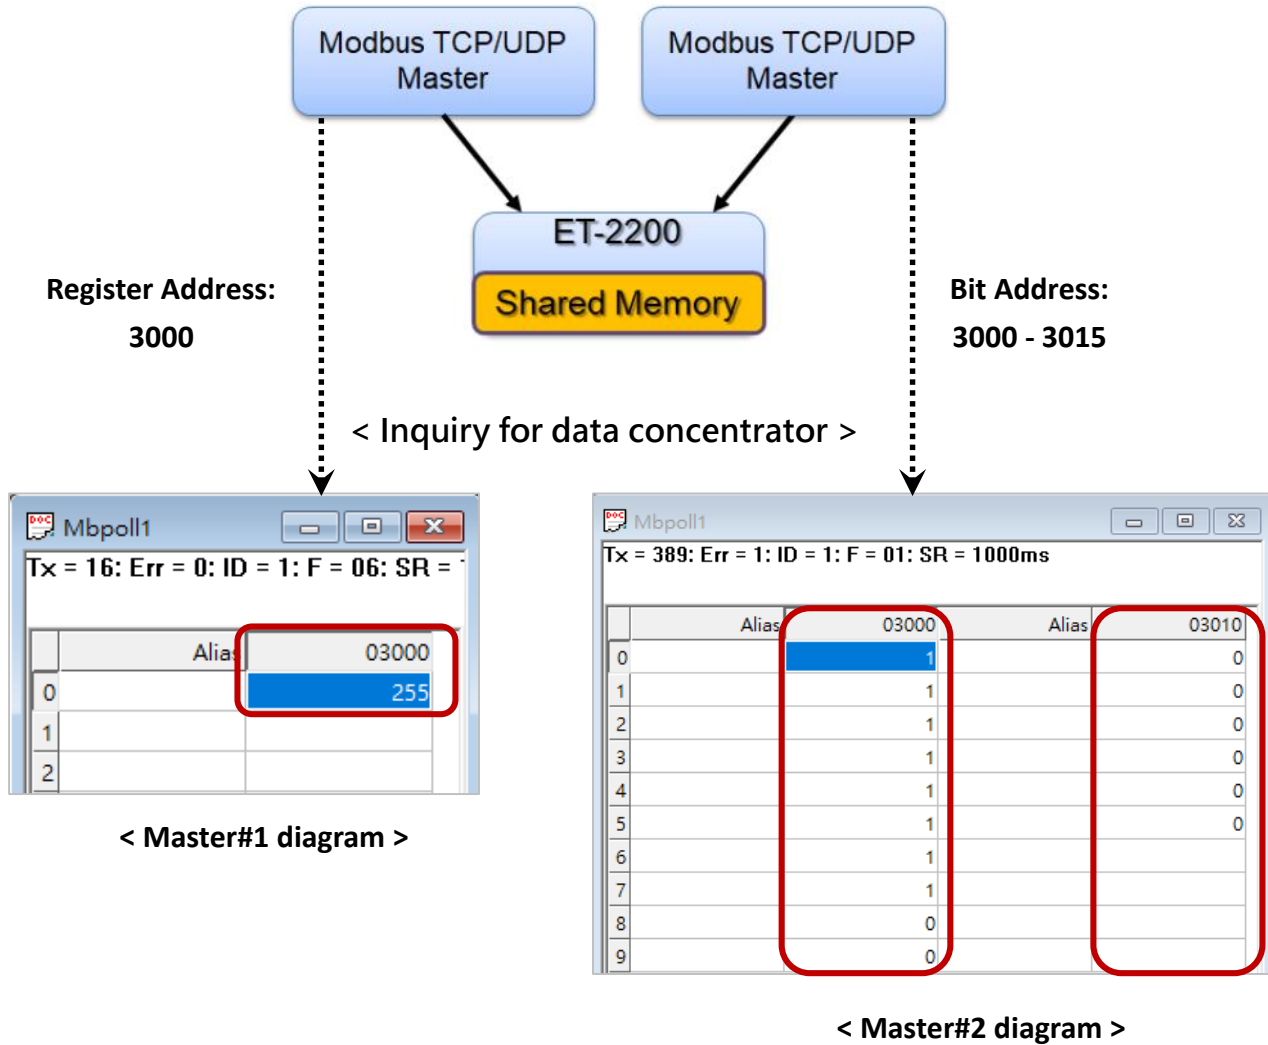 Modbus TCP/UDP
Master
Modbus TCP/UDP
Master
ET-2200
Shared Memory
Register Address:
3000
Bit Address:
3000 - 3015
< Inquiry for data concentrator >
DOC Mbpoll1
Tx = 16: Err = 0: ID = 1: F = 06: SR =
Alias 03000
0 255
1
2
< Master#1 diagram >
DOC Mbpoll1
Tx = 389: Err = 1: ID = 1: F = 01: SR = 1000ms
Alias 03000 Alias 03010
0 1 0
1 1 0
2 1 0
3 1 0
4 1 0
5 1 0
6 1
7 1
8 0
9 0
< Master#2 diagram >